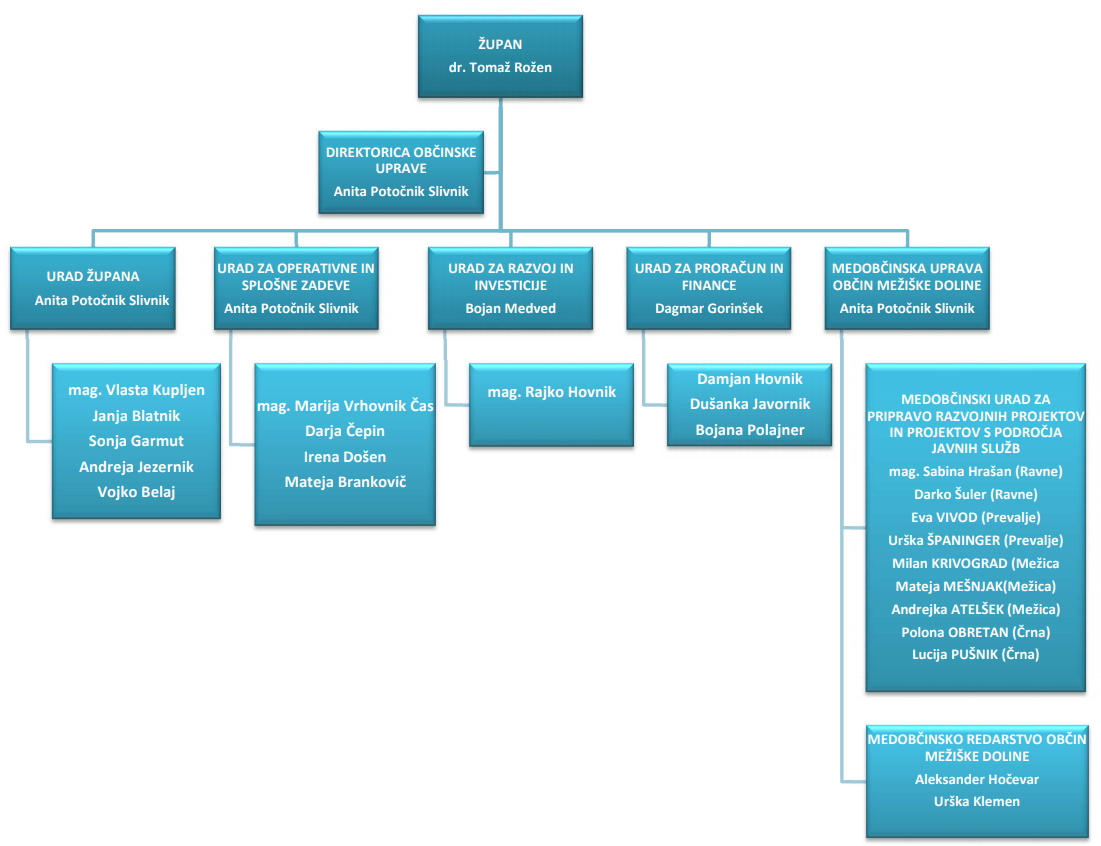 ŽUPAN
dr. Tomaž Rožen
DIREKTORICA OBČINSKE
UPRAVE
Anita Potočnik Slivnik
URAD ŽUPANA
Anita Potočnik Slivnik
mag. Vlasta Kupljen
Janja Blatnik
Sonja Garmut
Andreja Jezernik
Vojko Belaj
URAD ZA OPERATIVNE IN
SPLOŠNE ZADEVE
Anita Potočnik Slivnik
mag. Marija Vrhovnik Čas
Darja Čepin
Irena Došen
Mateja Brankovič
URAD ZA RAZVOJ IN
INVESTICIJE
Bojan Medved
mag. Rajko Hovnik
URAD ZA PRORAČUN IN
FINANCE
Dagmar Gorinšek
Damjan Hovnik
Dušanka Javornik
Bojana Polajner
MEDOBČINSKA UPRAVA
OBČIN MEŽIŠKE DOLINE
Anita Potočnik Slivnik
MEDOBČINSKI URAD ZA
PRIPRAVO RAZVOJNIH PROJEKTOV
IN PROJEKTOV S PODROČJA
JAVNIH SLUŽB
mag. Sabina Hrašan (Ravne)
Darko Šuler (Ravne)
Eva VIVOD (Prevalje)
Urška ŠPANINGER (Prevalje)
Milan KRIVOGRAD (Mežica
Mateja MEŠNJAK(Mežica)
Andrejka ATELŠEK (Mežica)
Polona OBRETAN (Črna)
Lucija PUŠNIK (Črna)
MEDOBČINSKO REDARSTVO OBČIN
MEŽIŠKE DOLINE
Aleksander Hočevar
Urška Klemen